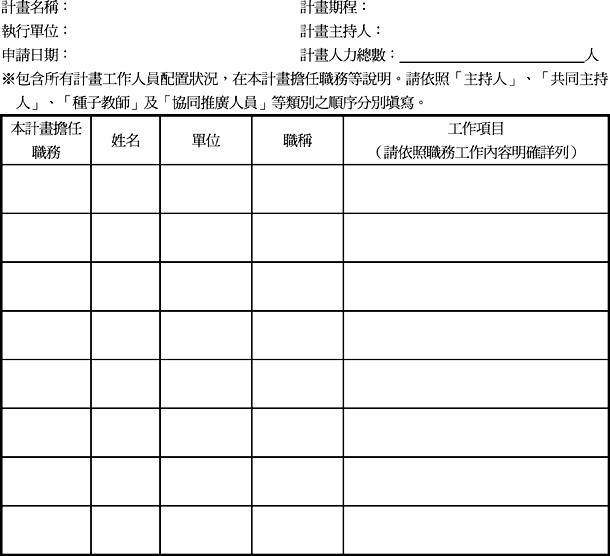 計畫名稱： 計畫期程：
執行單位： 計畫主持人：
申請日期： 計畫人力總數：＿＿＿＿＿＿＿＿＿＿人
※包含所有計畫工作人員配置狀況，在本計畫擔任職務等說明。請依照「主持人」、「共同主持
人」、「種子教師」及「協同推廣人員」等類別之順序分別填寫。
本計畫擔任
職務
姓名
單位
職稱
工作項目
（請依照職務工作內容明確詳列）